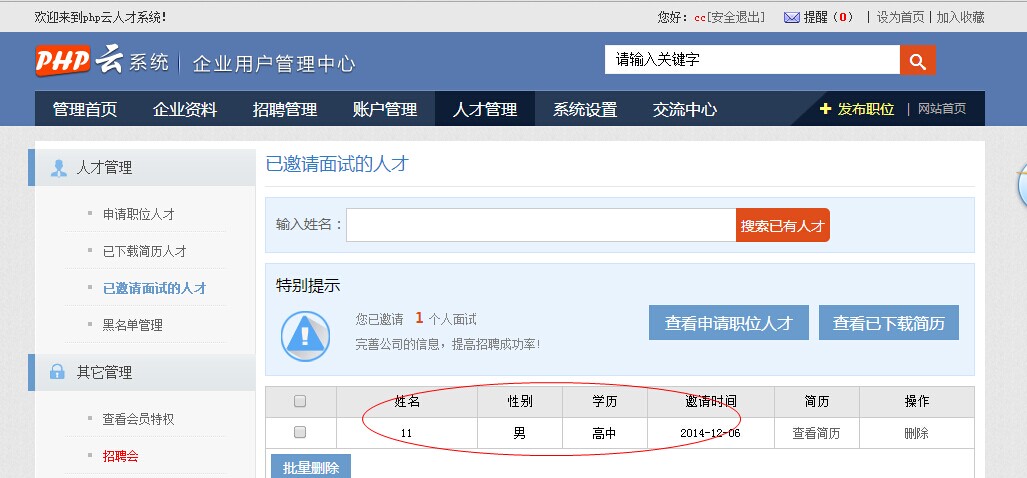 欢迎来到php云人才系统!
您好：cc[安全退出] 提醒（0） | 设为首页 | 加入收藏
PHP云系统 | 企业用户管理中心
请输入关键字
管理首页 企业资料 招聘管理 账户管理 人才管理 系统设置 交流中心 + 发布职位 | 网站首页
人才管理
申请职位人才
已下载简历人才
已邀请面试的人才
黑名单管理
其它管理
查看会员特权
招聘会
已邀请面试的人才
输入姓名： 搜索已有人才
特别提示
您已邀请 1 个人面试
完善公司的信息，提高招聘成功率!
查看申请职位人才 查看已下载简历
姓名 性别 学历 邀请时间 简历 操作
11 男 高中 2014-12-06 查看简历 删除
批量删除